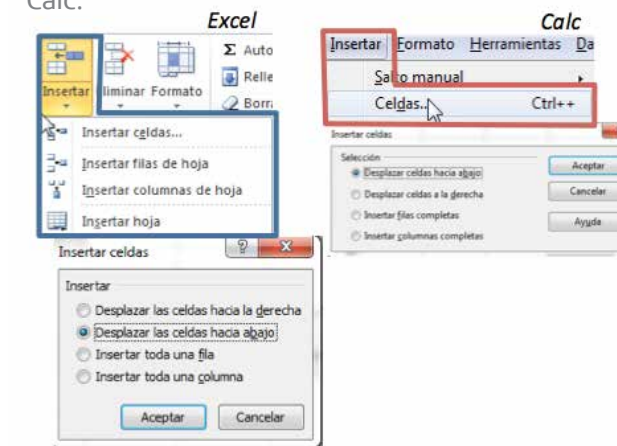 Calc:
Excel
Σ Auto
Relle
Borra
Insertar Eliminar Formato
Insertar celdas...
Insertar filas de hoja
Insertar columnas de hoja
Insertar hoja
Insertar celdas
Insertar
Desplazar las celdas hacia la derecha
Desplazar las celdas hacia abajo
Insertar toda una fila
Insertar toda una columna
Aceptar Cancelar
Calc
Insertar Formato Herramientas Da
Salto manual
Celdas... Ctrl++
Insertar celdas
Selección
Desplazar celdas hacia abajo
Desplazar celdas a la derecha
Insertar filas completas
Insertar columnas completas
Aceptar
Cancelar
Ayuda